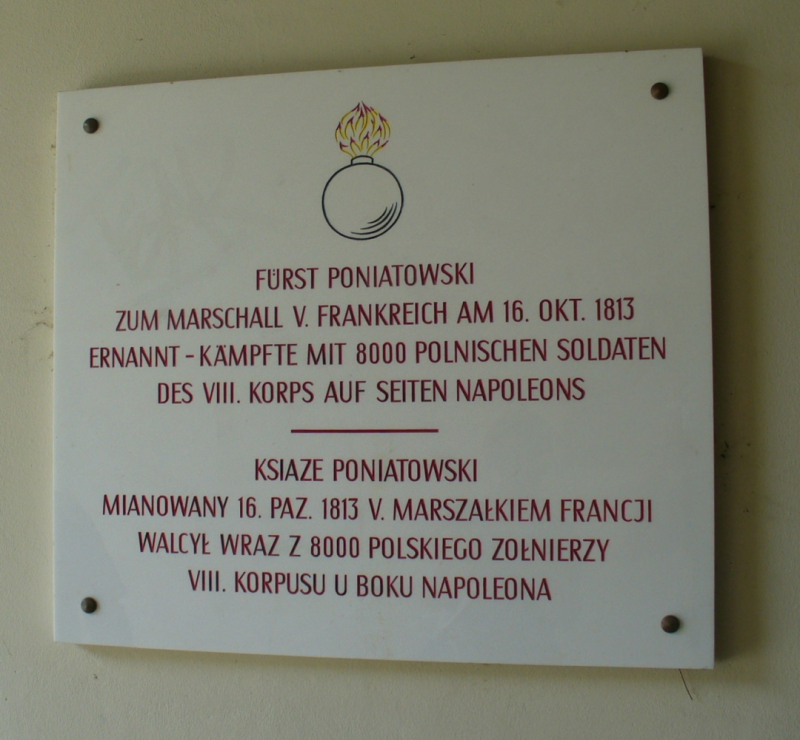 FÜRST PONIATOWSKI
ZUM MARSCHALL V. FRANKREICH AM 16. OKT. 1813
ERNANNT - KÄMPFTE MIT 8000 POLNISCHEN SOLDATEN
DES VIII. KORPS AUF SEITEN NAPOLEONS
KSIAZE PONIATOWSKI
MIANOWANY 16. PAZ. 1813 V. MARSZAŁKIEM FRANCJI
WALCYŁ WRAZ Z 8000 POLSKIEGO ZOŁNIERZY
VIII. KORPUSU U BOKU NAPOLEONA